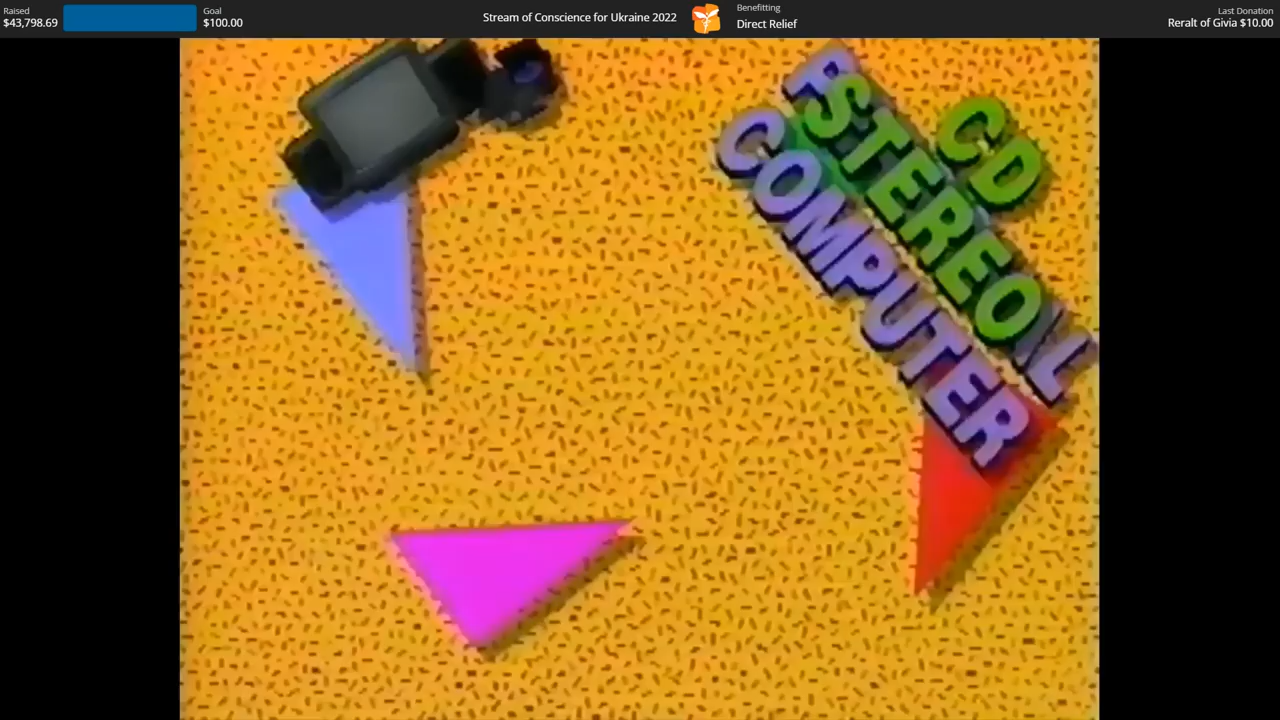 Raised
$43,798.69
Goal
$100.00
Stream of Conscience for Ukraine 2022
Benefitting
Direct Relief
Last Donation
Reralt of Givia $10.00
CD
STEREO
COMPUTER